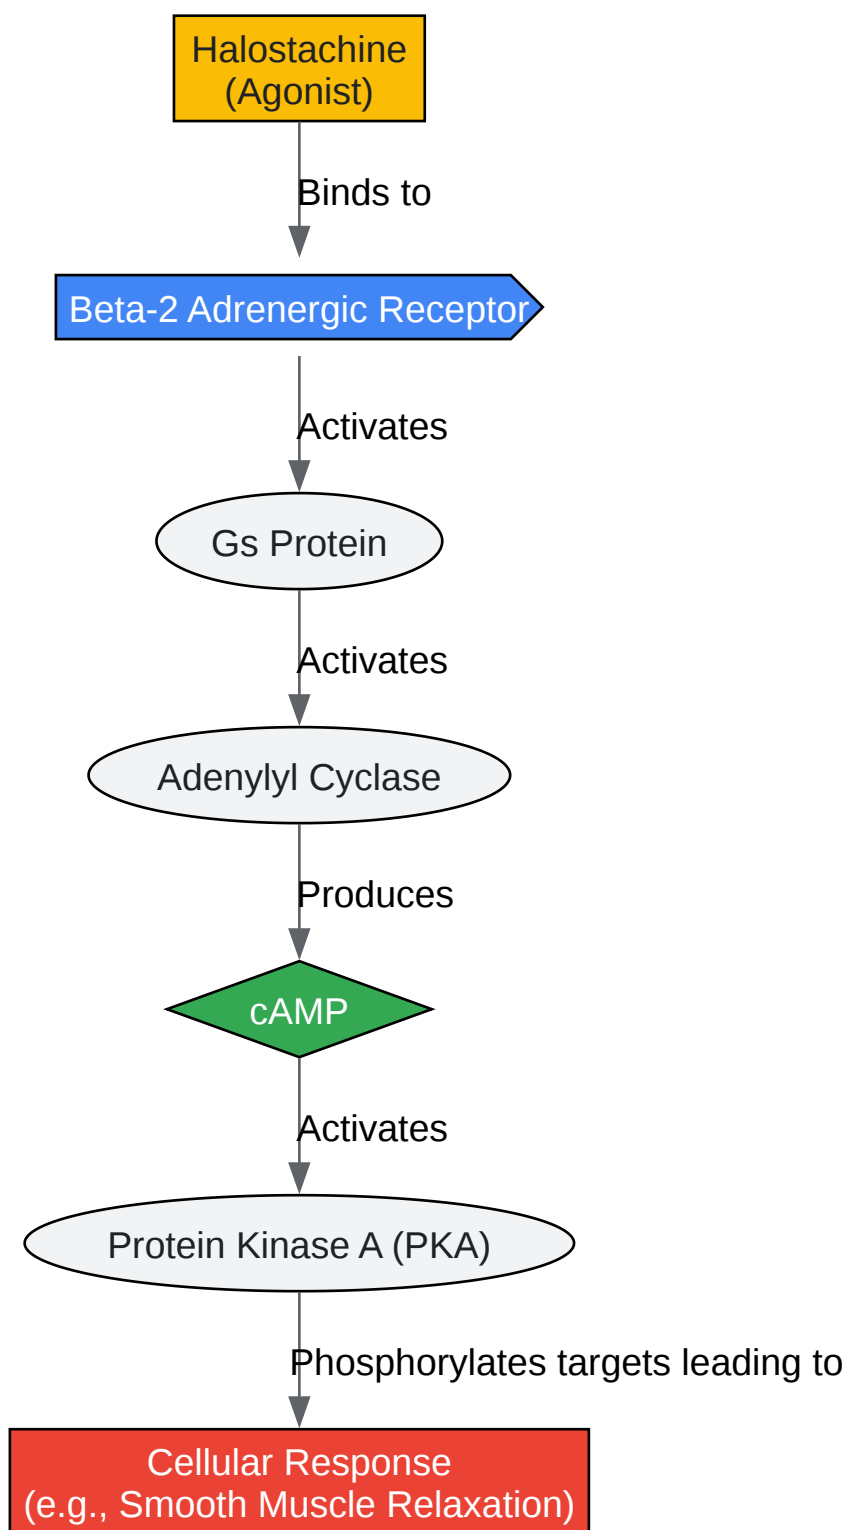 Halostachine
(Agonist)
Binds to
Beta-2 Adrenergic Receptor
Activates
Gs Protein
Activates
Adenylyl Cyclase
Produces
cAMP
Activates
Protein Kinase A (PKA)
Phosphorylates targets leading to
Cellular Response
(e.g., Smooth Muscle Relaxation)